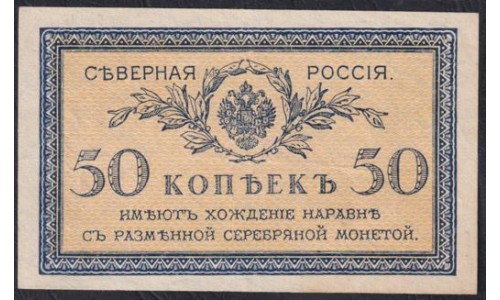 СѢВЕРНАЯ РОССІЯ.
50 КОПѢЕКЪ 50
ИМѢЮТЪ ХОЖДЕНІЕ НАРАВНѢ
СЪ РАЗМѢННОЙ СЕРЕБРЯНОЙ МОНЕТОЙ.